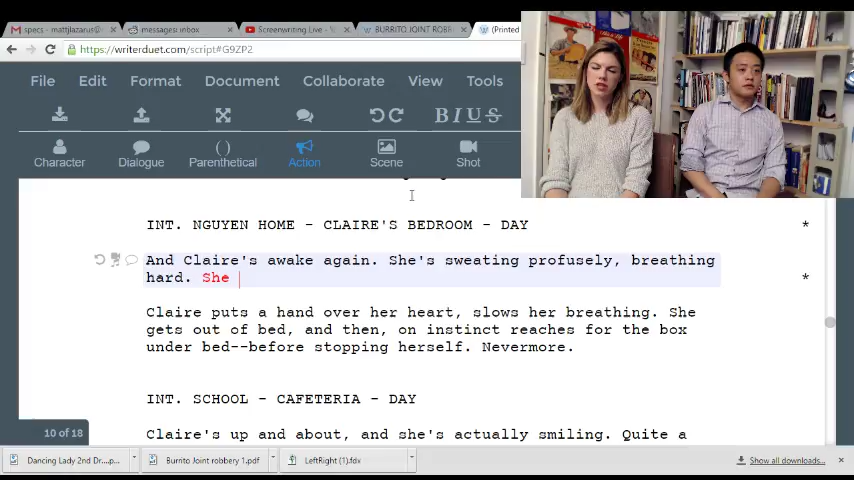 specs - mattjlazarus@
messages: inbox
Screenwriting Live - Yo
BURRITO JOINT ROBR
(Printed
https://writerduet.com/script#G9ZP2
File Edit Format Document Collaborate View Tools
B I U S
Character Dialogue Parenthetical Action Scene Shot
INT. NGUYEN HOME - CLAIRE'S BEDROOM - DAY *
And Claire's awake again. She's sweating profusely, breathing
hard. She *
Claire puts a hand over her heart, slows her breathing. She
gets out of bed, and then, on instinct reaches for the box
under bed--before stopping herself. Nevermore.
INT. SCHOOL - CAFETERIA - DAY
10 of 18
Claire's up and about, and she's actually smiling. Quite a
Dancing Lady 2nd Dr....p...
Burrito Joint robbery 1.pdf
LeftRight (1).fdx
Show all downloads...